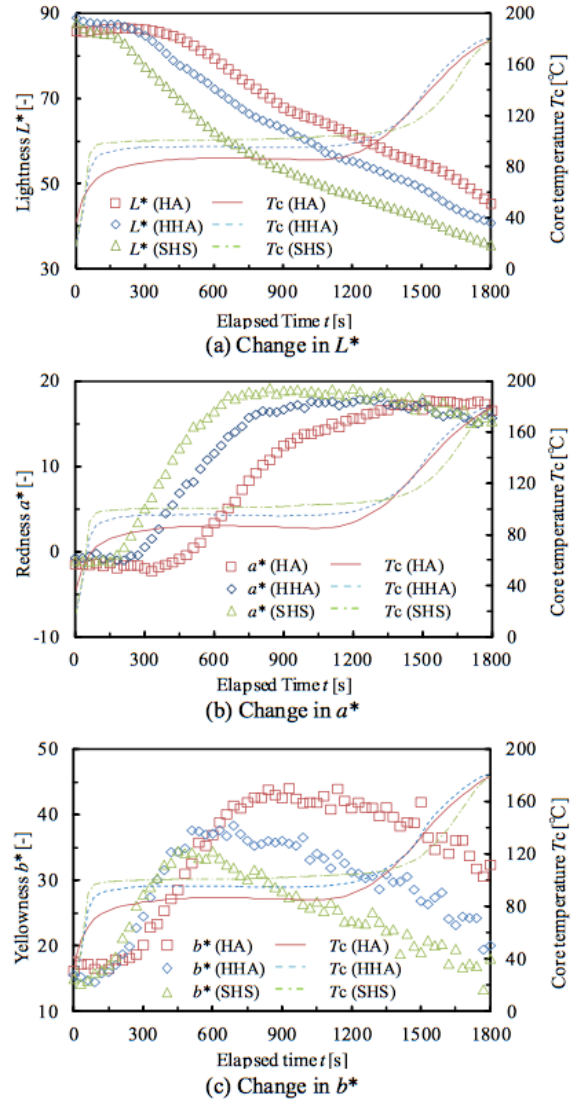 90
200
70
160
120
50
80
40
30
0
Lightness L* [-]
Core temperature Tc [℃]
L* (HA) Tc (HA)
L* (HHA) Tc (HHA)
L* (SHS) Tc (SHS)
0 300 600 900 1200 1500 1800
Elapsed Time t [s]
(a) Change in L*
20
200
160
10
120
80
0
40
-10
0
Redness a* [-]
Core temperature Tc [℃]
a* (HA) Tc (HA)
a* (HHA) Tc (HHA)
a* (SHS) Tc (SHS)
0 300 600 900 1200 1500 1800
Elapsed Time t [s]
(b) Change in a*
50
200
40
160
120
30
80
20
40
10
0
Yellowness b* [-]
Core temperature Tc [℃]
b* (HA) Tc (HA)
b* (HHA) Tc (HHA)
b* (SHS) Tc (SHS)
0 300 600 900 1200 1500 1800
Elapsed time t [s]
(c) Change in b*